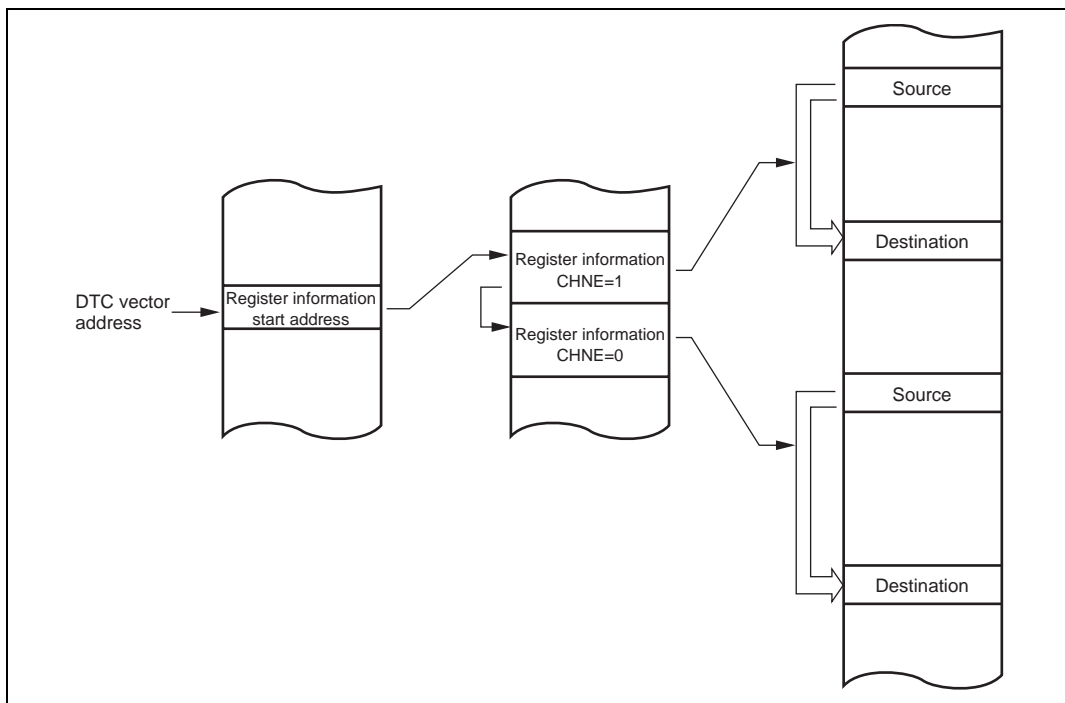 DTC vector
address
Register information
start address
Register information
CHNE=1
Register information
CHNE=0
Source
Destination
Source
Destination